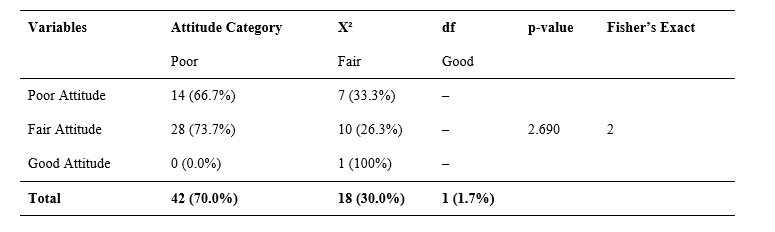 Variables Attitude Category X² df p-value Fisher's Exact
Poor Fair Good
Poor Attitude 14 (66.7%) 7 (33.3%) –
Fair Attitude 28 (73.7%) 10 (26.3%) – 2.690 2
Good Attitude 0 (0.0%) 1 (100%) –
Total 42 (70.0%) 18 (30.0%) 1 (1.7%)